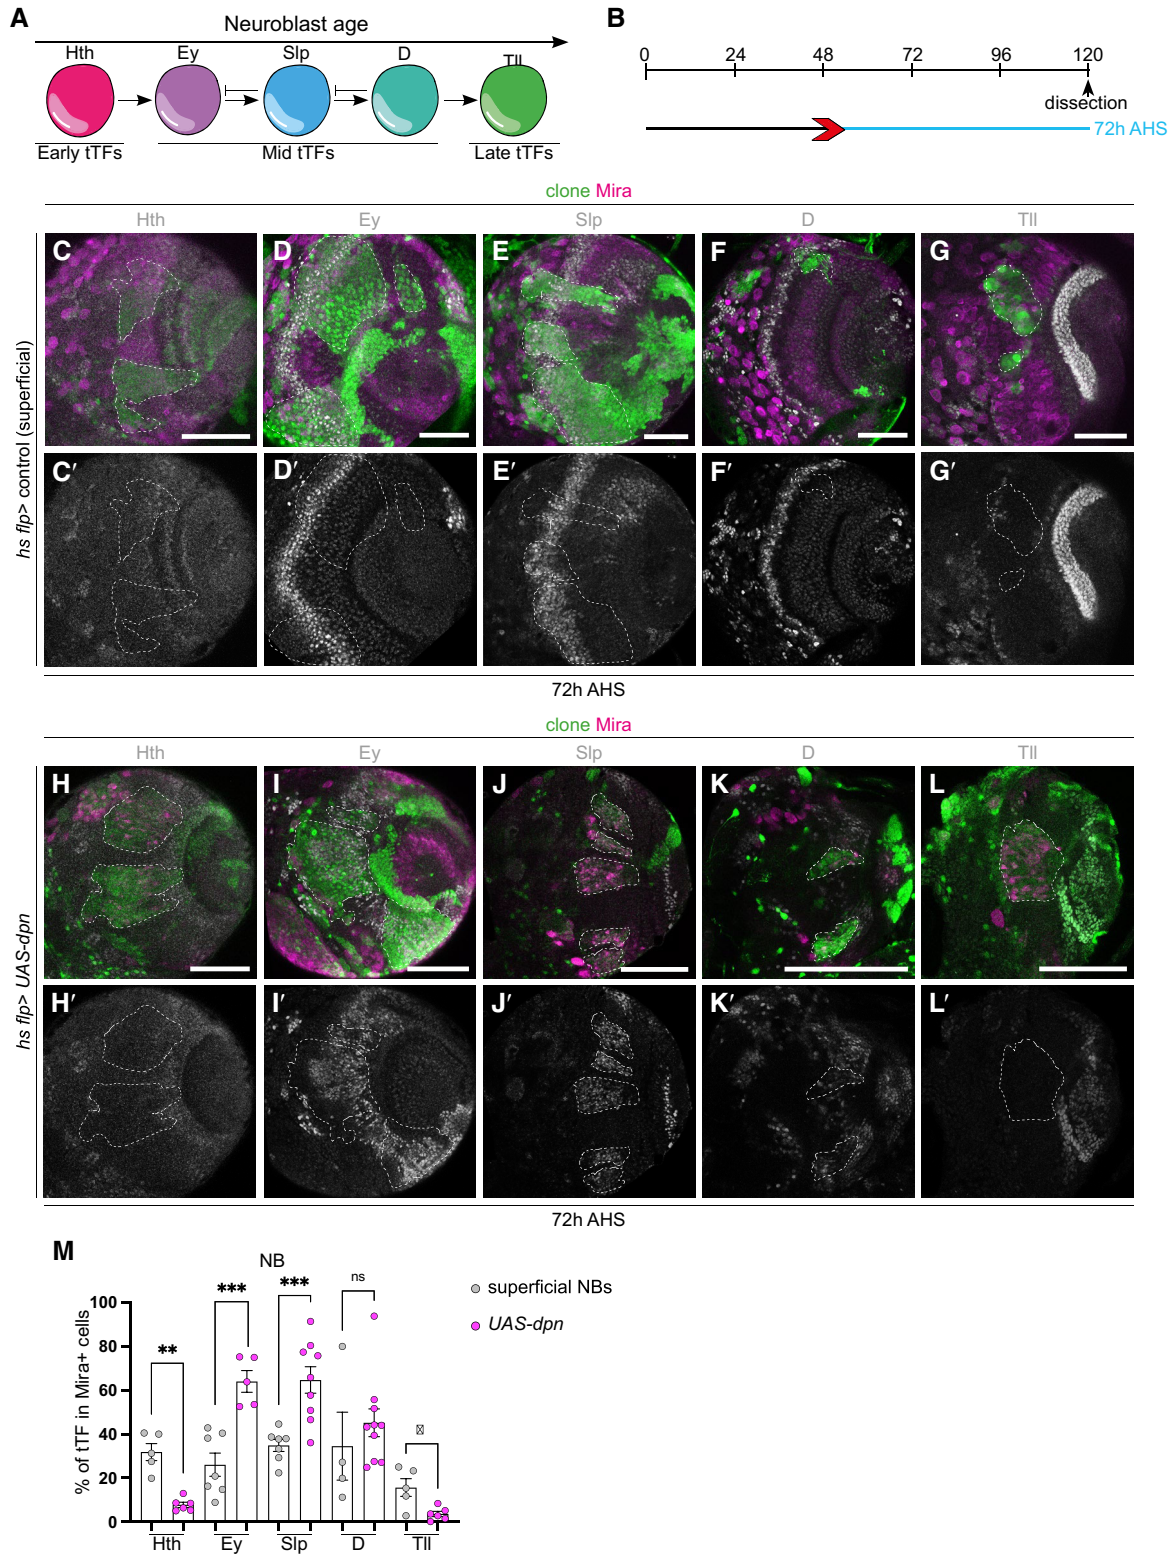 A
Neuroblast age
Hth Ey Slp D Tll
Early tTFs Mid tTFs Late tTFs
B
0 24 48 72 96 120
dissection
72h AHS
clone Mira
Hth Ey Slp D Tll
hs flp> control (superficial)
C D E F G
C′ D′ E′ F′ G′
72h AHS
clone Mira
Hth Ey Slp D Tll
hs flp> UAS-dpn
H I J K L
H′ I′ J′ K′ L′
72h AHS
M
NB
superficial NBs
UAS-dpn
% of tTF in Mira+ cells
100
80
60
40
20
0
** *** *** ns
Hth Ey Slp D Tll